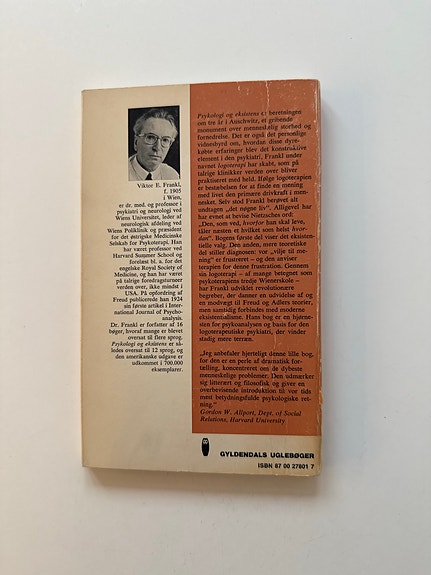 Viktor E. Frankl,
f. 1905
i Wien,
er dr. med. og professor i
psykiatri og neurologi ved
Wiens Universitet, leder af
neurologisk afdeling ved
Wiens Poliklinik og præsident
for det østrigske Medicinske
Selskab for Psykoterapi. Han
har været professor ved
Harvard Summer School og
forelæst bl. a. for det
engelske Royal Society of
Medicine, og han har været
på talrige foredragsturneer
verden over, ikke mindst i
USA. På opfordring af
Freud publicerede han 1924
sin første artikel i Inter-
national Journal of Psycho-
analysis.
Dr. Frankl er forfatter af 16
bøger, hvoraf mange er blevet
oversat til flere sprog.
Psykologi og eksistens er så-
ledes oversat til 12 sprog, og
den amerikanske udgave er
udkommet i 700.000
eksemplarer.
Psykologi og eksistens er beretningen
om tre år i Auschwitz, et gribende
monument over menneskelig storhed og
fornedrelse. Det er også det personlige
vidnesbyrd om, hvordan disse dyre-
købte erfaringer blev det konstruktive
element i den psykiatri, Frankl under
navnet logoterapi har skabt, som på
talrige klinikker verden over bliver
praktiseret med held. Ifølge logoterapien
er bestræbelsen for at finde en mening
med livet den primære drivkraft i men-
nesket. Selv stod Frankl berøvet alt
undtagen „det nøgne liv". Alligevel har
har evnet at bevise Nietzsches ord:
„Den, som ved, hvorfor han skal leve,
tåler næsten et hvilket som helst hvor-
dan". Bogens første del viser det eksisten-
tielle valg. Den anden, mere teoretiske
del stiller diagnosen: vor „vilje til me-
ning" er frustreret – og den anviser
terapien for denne frustration. Gennem
sin logoterapi – af mange betegnet som
psykoterapiens tredje Wienerskole –
har Frankl udviklet revolutionære
begreber, der danner en udvidelse af og
en modvægt til Freud og Adlers teorier,
men samtidig forbindes med moderne
eksistentialisme. Hans bog er en hjørne-
sten for psykoanalysen og basis for den
logoterapeutiske psykiatri, der vinder
stadig mere terræn.
„Jeg anbefaler hjerteligt denne lille bog,
for den er en perle af dramatisk for-
tælling, koncentreret om de dybeste
menneskelige problemer. Den udmærker
sig litterært og filosofisk og giver en
overbevisende introduktion til vor tids
mest betydningsfulde psykologiske ret-
ning."
Gordon W. Allport, Dept. of Social
Relations, Harvard University
GYLDENDALS UGLEBØGER
ISBN 87 00 27801 7